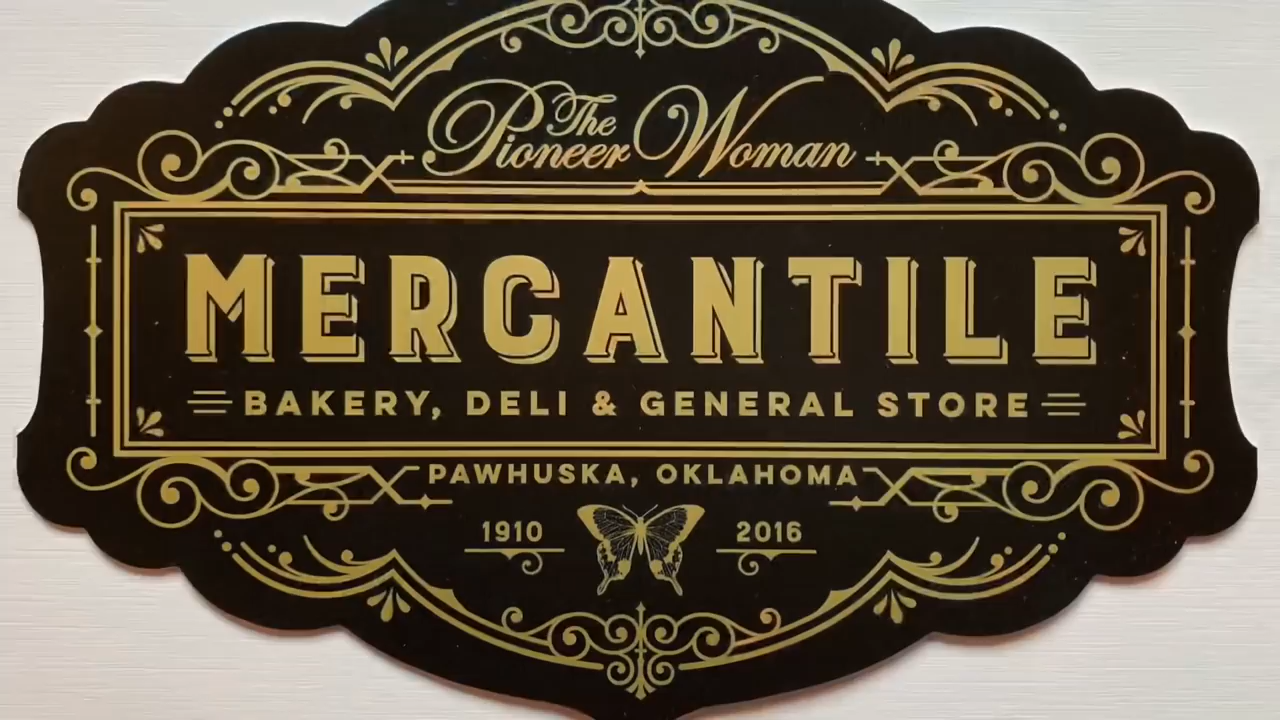 The
Pioneer Woman
MERCANTILE
BAKERY, DELI & GENERAL STORE
PAWHUSKA, OKLAHOMA
1910 2016